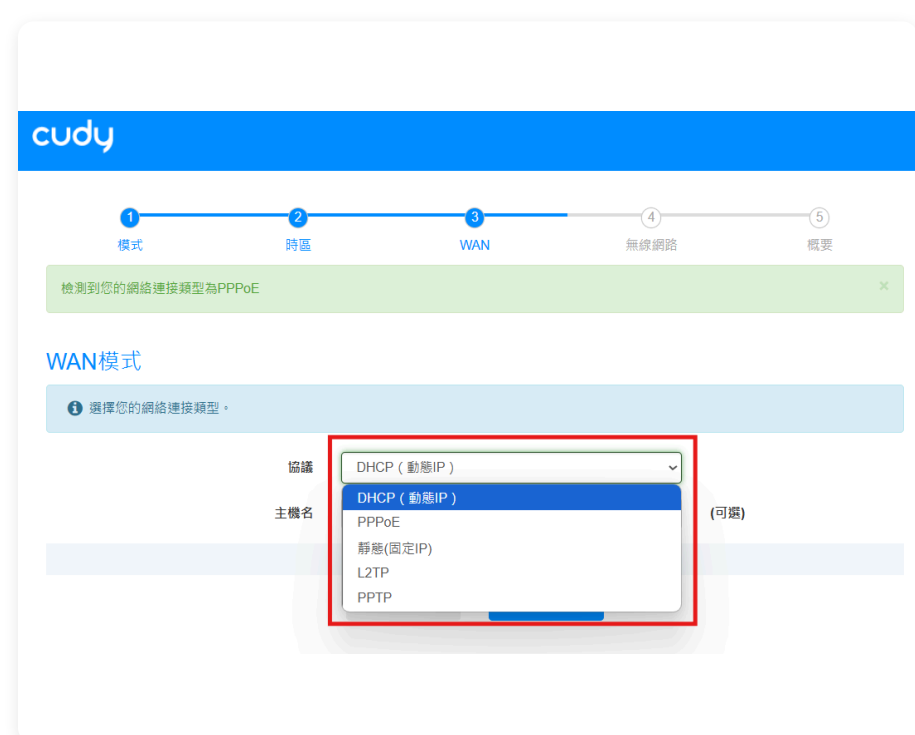 cudy
1 2 3 4 5
模式 時區 WAN 無線網路 概要
檢測到您的網絡連接類型為PPPoE ×
WAN模式
選擇您的網絡連接類型。
協議 DHCP ( 動態IP )
DHCP ( 動態IP )
主機名 (可選)
PPPoE
靜態(固定IP)
L2TP
PPTP